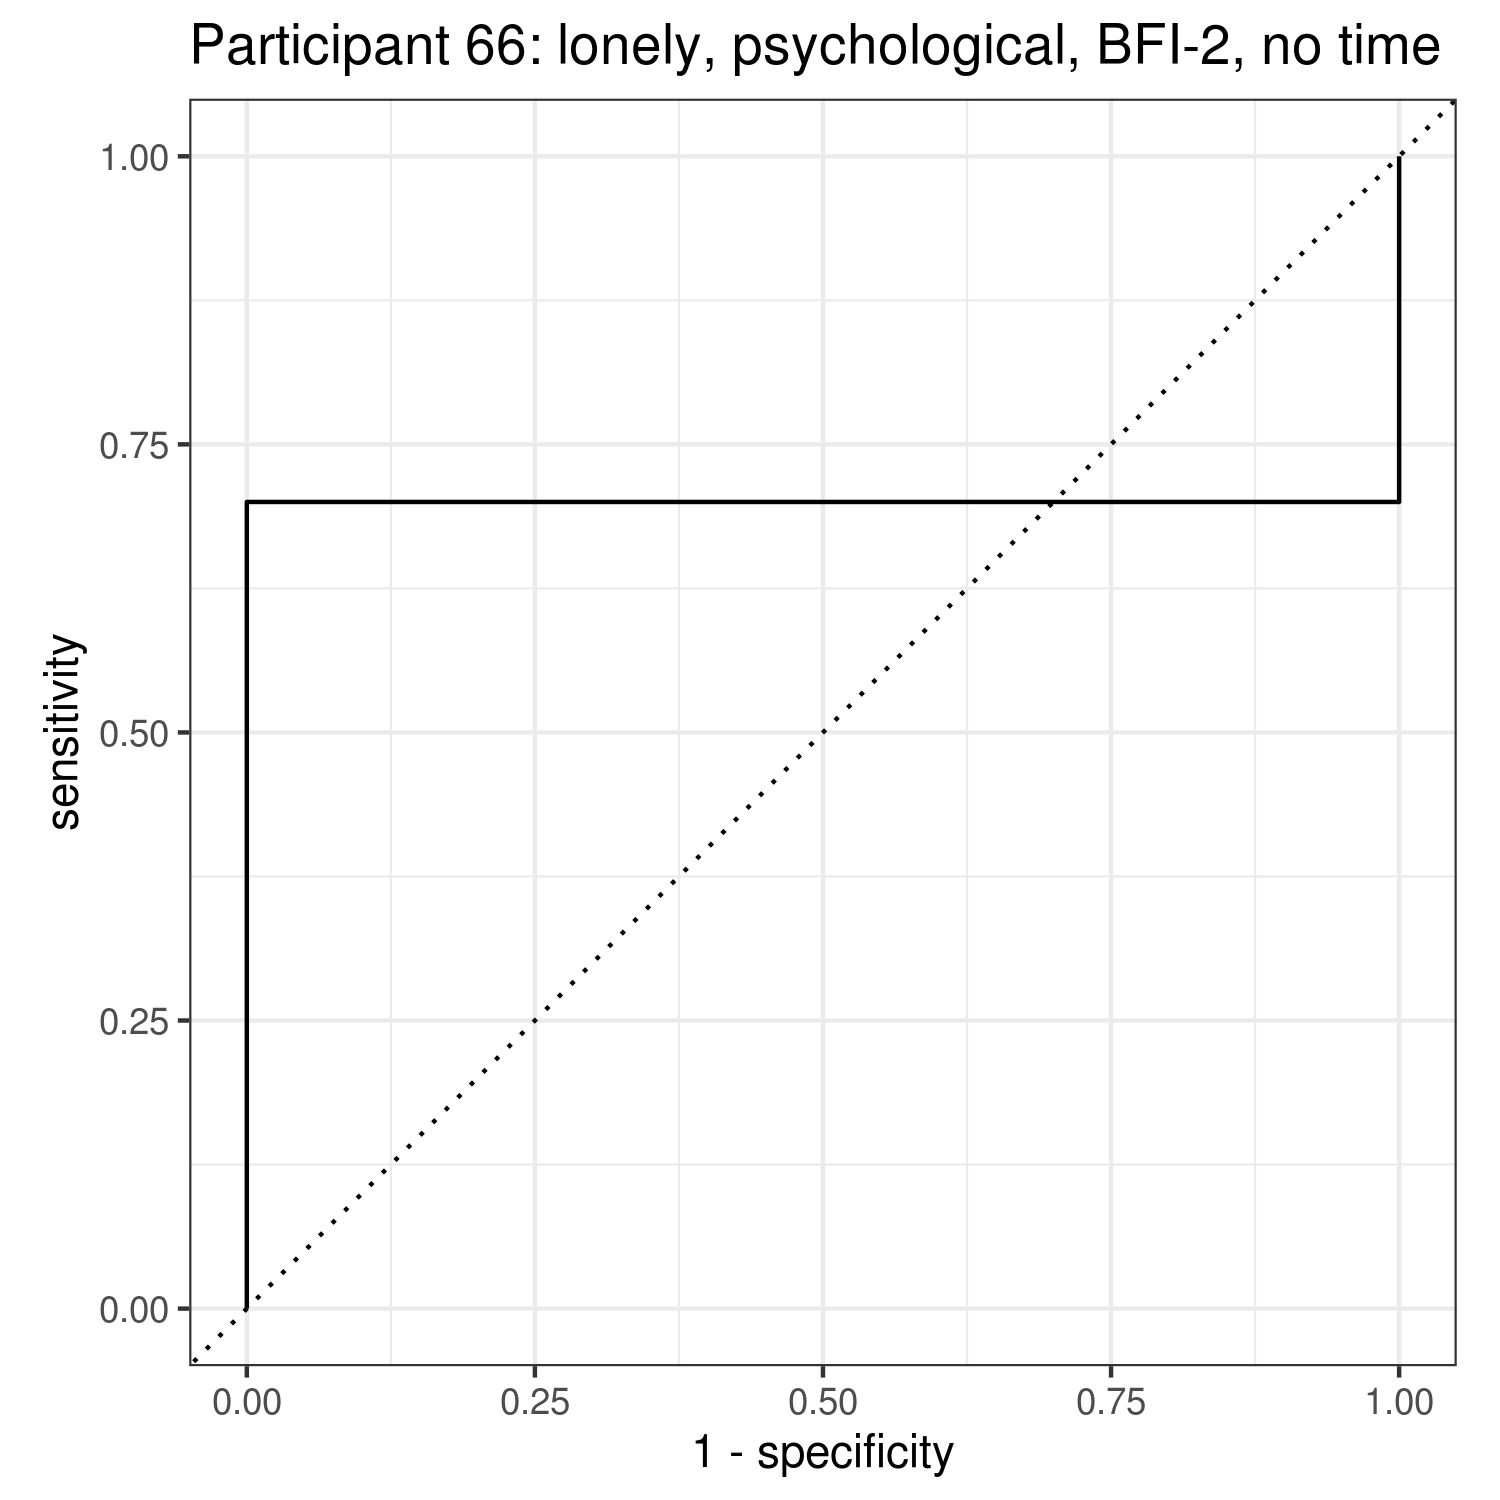 Participant 66: lonely, psychological, BFI-2, no time
1.00
0.75
0.50
0.25
0.00
sensitivity
0.00 0.25 0.50 0.75 1.00
1 - specificity